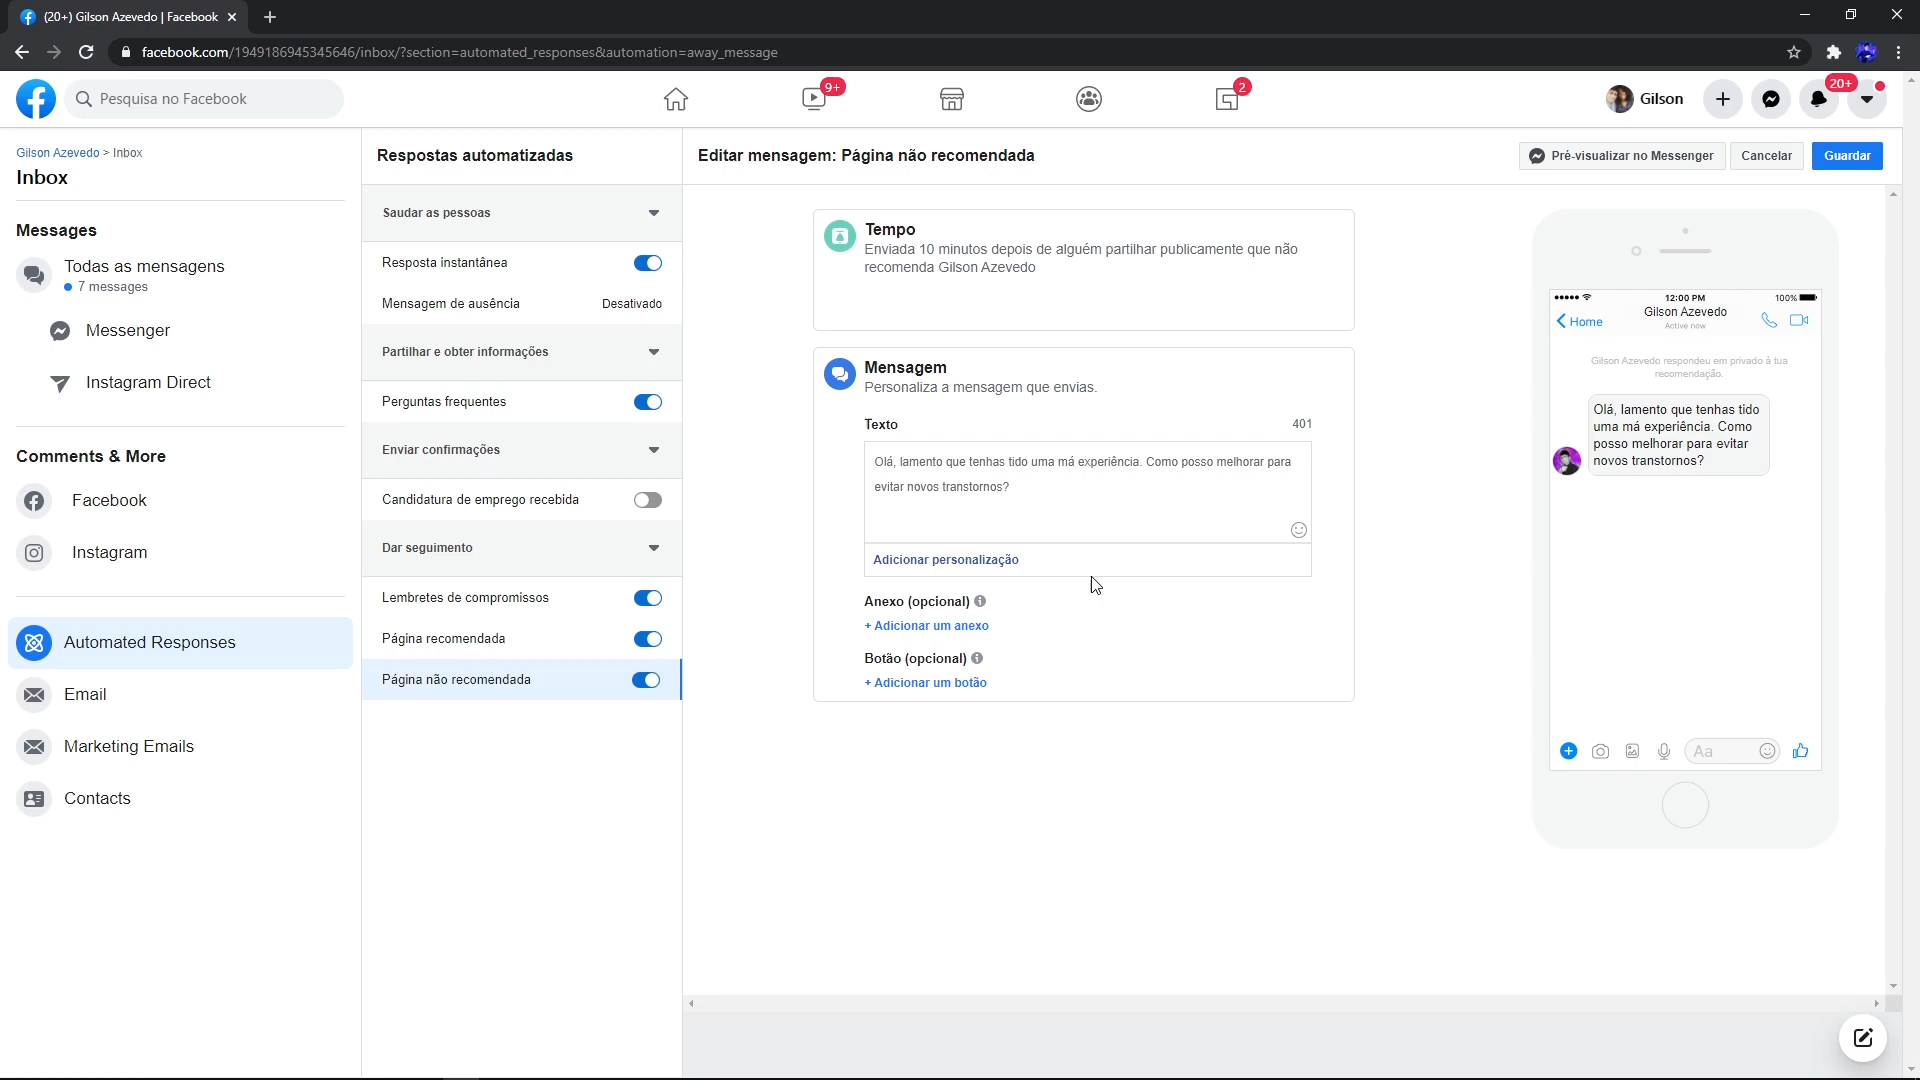 (20+) Gilson Azevedo | Facebook
facebook.com/1949186945345646/inbox/?section=automated_responses&automation=away_message
Pesquisa no Facebook
9+
2
Gilson
20+
Gilson Azevedo > Inbox
Inbox
Messages
Todas as mensagens
7 messages
Messenger
Instagram Direct
Comments & More
Facebook
Instagram
Automated Responses
Email
Marketing Emails
Contacts
Respostas automatizadas
Saudar as pessoas
Resposta instantânea
Mensagem de ausência Desativado
Partilhar e obter informações
Perguntas frequentes
Enviar confirmações
Candidatura de emprego recebida
Dar seguimento
Lembretes de compromissos
Página recomendada
Página não recomendada
Editar mensagem: Página não recomendada
Pré-visualizar no Messenger
Cancelar
Guardar
Tempo
Enviada 10 minutos depois de alguém partilhar publicamente que não
recomenda Gilson Azevedo
Mensagem
Personaliza a mensagem que envias.
Texto 401
Olá, lamento que tenhas tido uma má experiência. Como posso melhorar para
evitar novos transtornos?
Adicionar personalização
Anexo (opcional)
+ Adicionar um anexo
Botão (opcional)
+ Adicionar um botão
12:00 PM 100%
Home
Gilson Azevedo
Active now
Gilson Azevedo respondeu em privado à tua
recomendação.
Olá, lamento que tenhas tido
uma má experiência. Como
posso melhorar para evitar
novos transtornos?
Aa